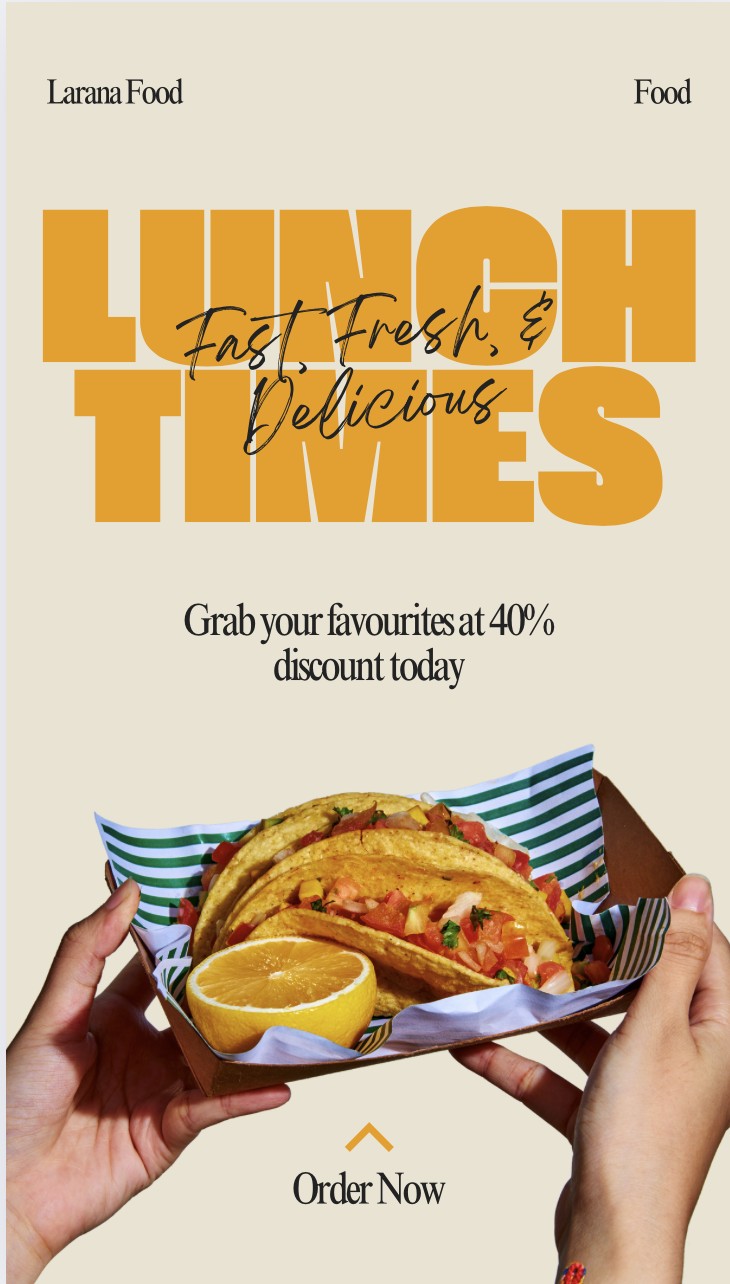 Larana Food
Food
LUNCH
TIMES
Fast, Fresh, &
Delicious
Grab your favourites at 40%
discount today
Order Now